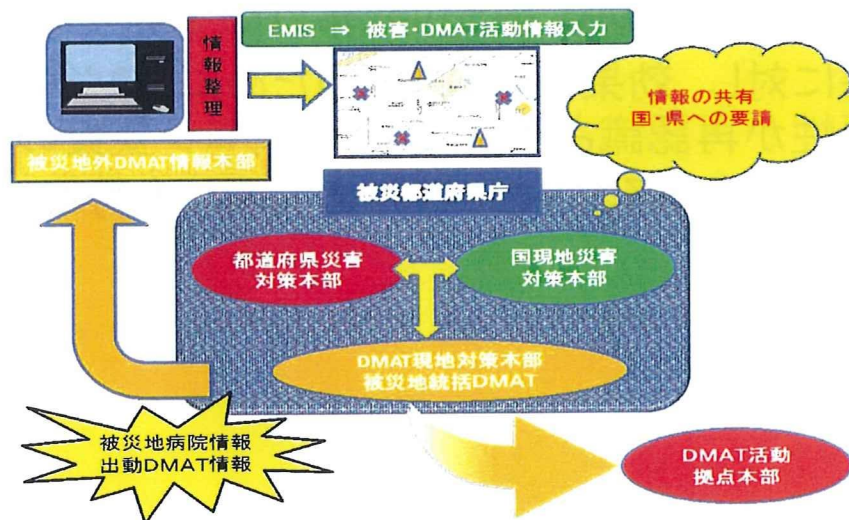 EMIS ⇒ 被害・DMAT活動情報入力
情報整理
情報の共有
国・県への要請
被災地外DMAT情報本部
被災都道府県庁
都道府県災害
対策本部
国現地災害
対策本部
DMAT現地対策本部
被災地統括DMAT
被災地病院情報
出動DMAT情報
DMAT活動
拠点本部